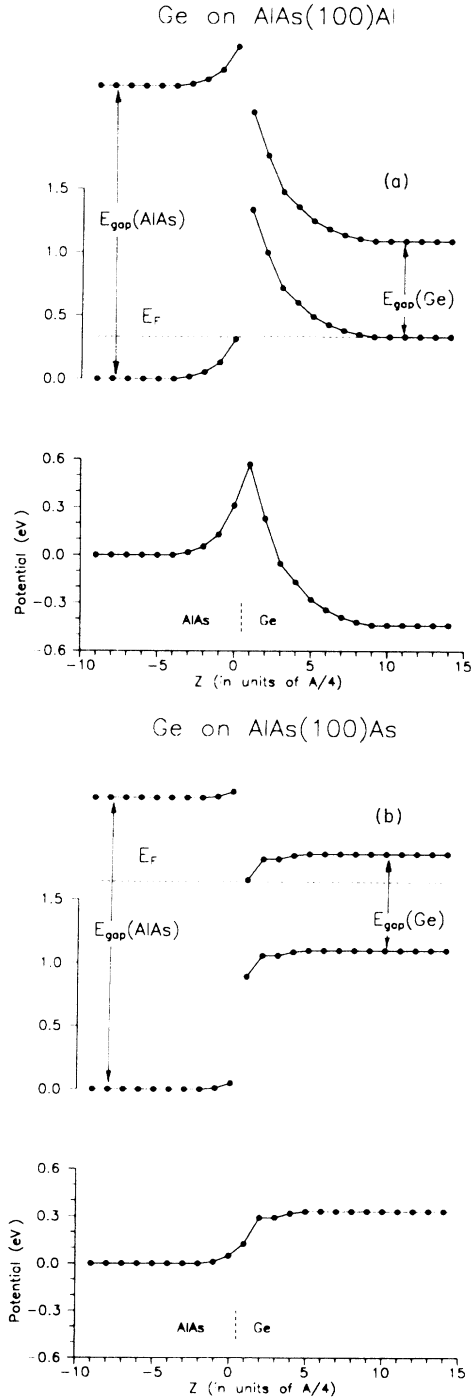 Ge on AlAs(100)Al
(a)
1.5
E_gap(AlAs)
1.0
E_gap(Ge)
0.5
E_F
0.0
0.6
0.3
0.0
−0.3
−0.6
Potential (eV)
AlAs
Ge
−10 −5 0 5 10 15
Z (in units of A/4)
Ge on AlAs(100)As
(b)
E_F
1.5
E_gap(AlAs)
E_gap(Ge)
1.0
0.5
0.0
0.6
0.3
0.0
−0.3
−0.6
Potential (eV)
AlAs
Ge
−10 −5 0 5 10 15
Z (in units of A/4)